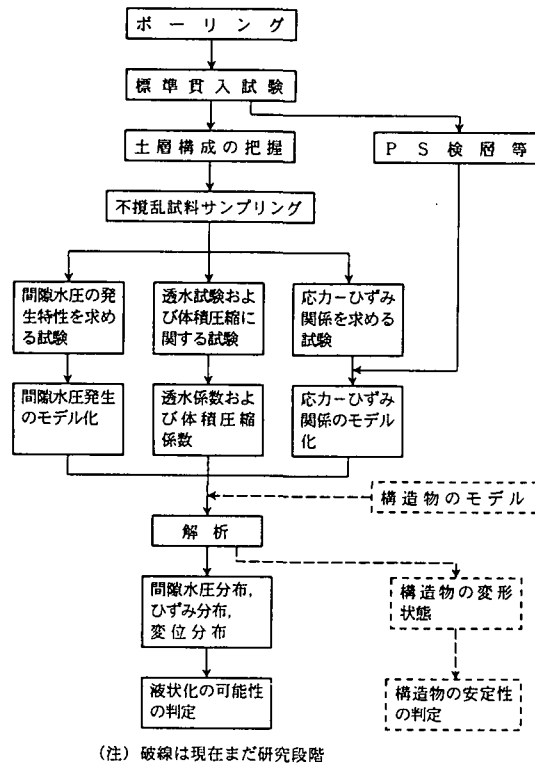 ボーリング
標準貫入試験
土層構成の把握
PS検層等
不攪乱試料サンプリング
間隙水圧の発
生特性を求め
る試験
透水試験およ
び体積圧縮に
関する試験
応力ーひずみ
関係を求める
試験
間隙水圧発生
のモデル化
透水係数およ
び体積圧縮
係数
応力ーひずみ
関係のモデル
化
構造物のモデル
解析
間隙水圧分布,
ひずみ分布,
変位分布
構造物の変形
状態
液状化の可能性
の判定
構造物の安定性
の判定
(注) 破線は現在まだ研究段階